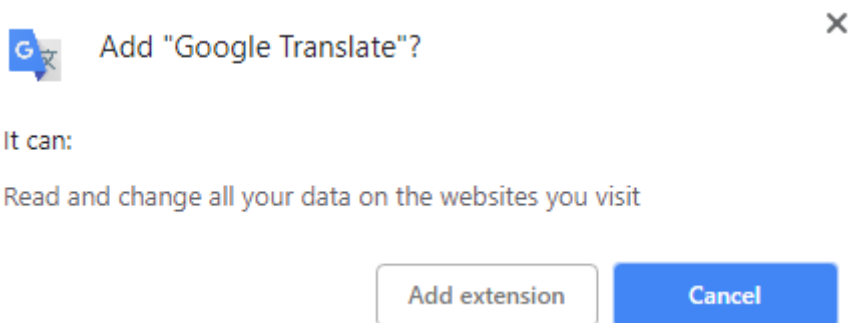 G 文
Add "Google Translate"?
It can:
Read and change all your data on the websites you visit
Add extension
Cancel